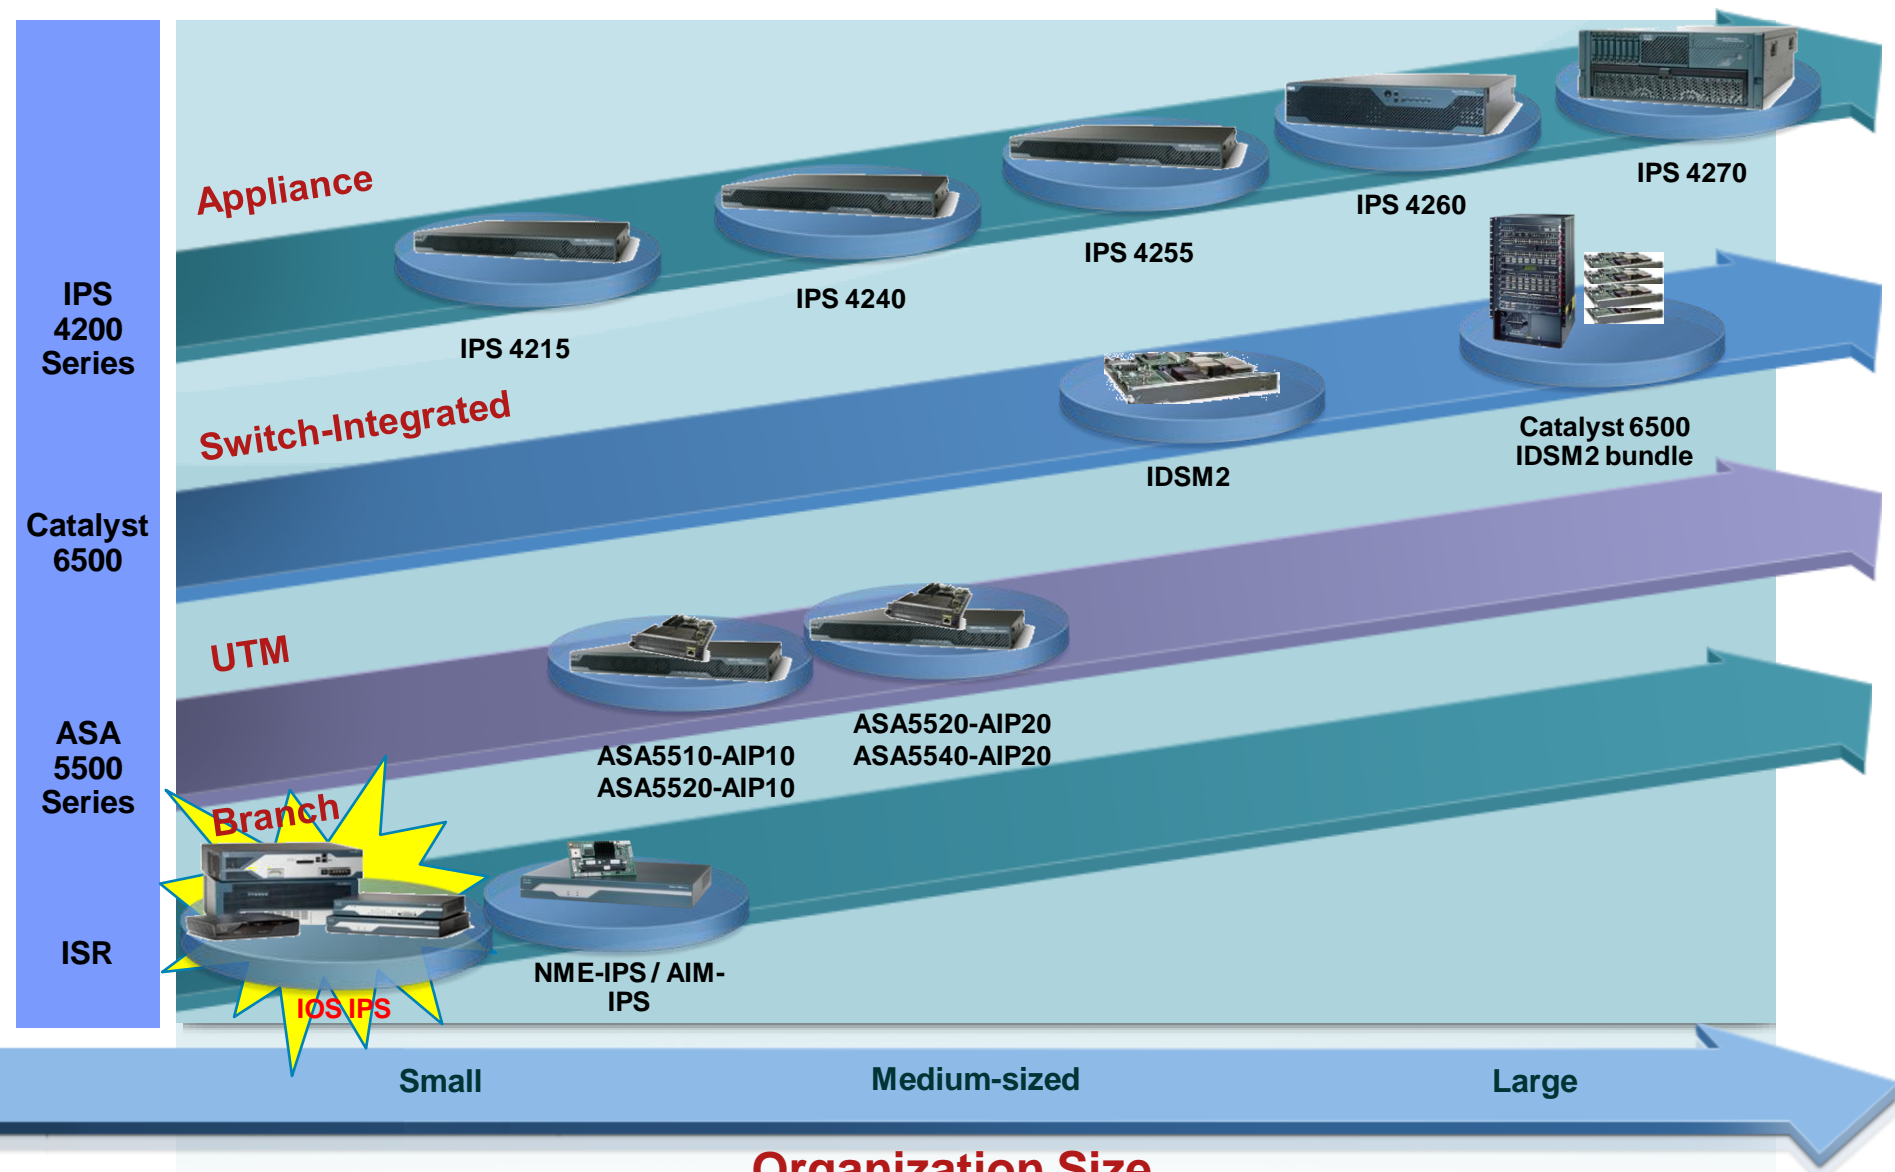 Appliance
IPS 4270
IPS 4260
IPS 4255
IPS 4240
IPS 4215
IPS
4200
Series
Switch-Integrated
Catalyst 6500
IDSM2 bundle
IDSM2
Catalyst
6500
UTM
ASA5520-AIP20
ASA5540-AIP20
ASA5510-AIP10
ASA5520-AIP10
ASA
5500
Series
Branch
ISR
NME-IPS / AIM-
IPS
IOS IPS
Small
Medium-sized
Large
Organization Size